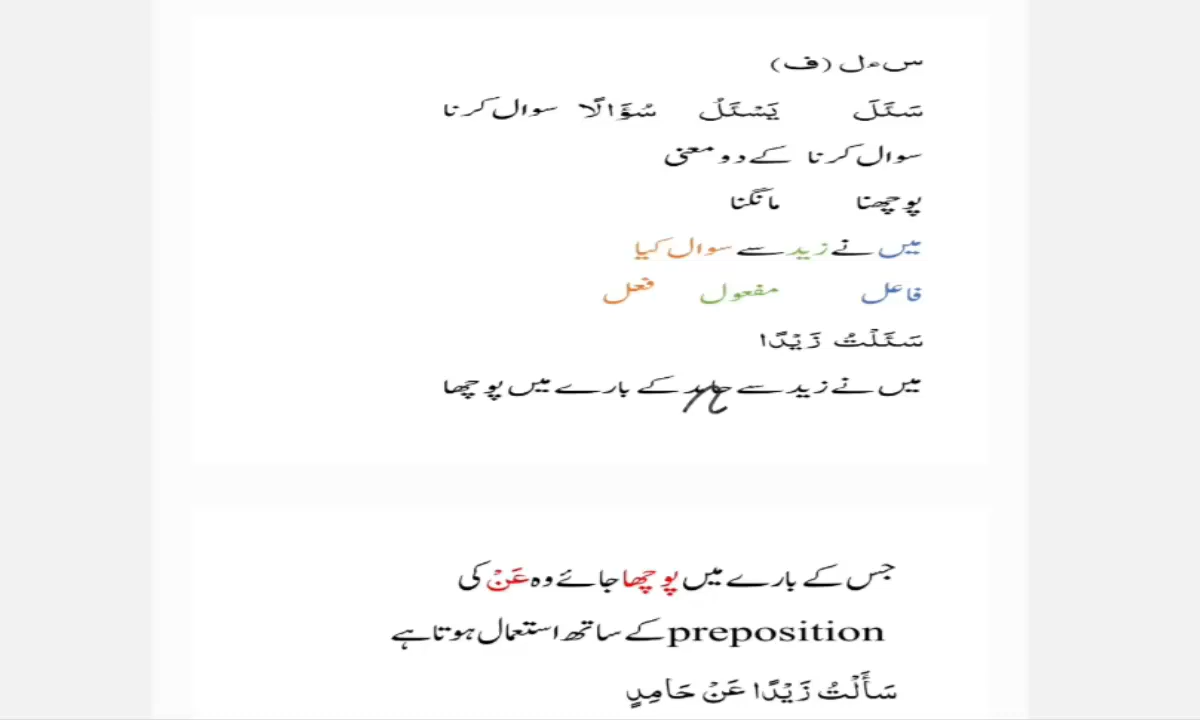 س ء ل (ف)
سَئَلَ يَسْئَلُ سُؤَالًا سوال کرنا
سوال کرنا کے دو معنی
پوچھنا مانگنا
میں نے زید سے سوال کیا
فاعل مفعول فعل
سَئَلْتُ زَيْدًا
میں نے زید سے حامد کے بارے میں پوچھا
جس کے بارے میں پوچھا جائے وہ عَنْ کی
preposition کے ساتھ استعمال ہوتا ہے
سَأَلْتُ زَيْدًا عَنْ حَامِدٍ